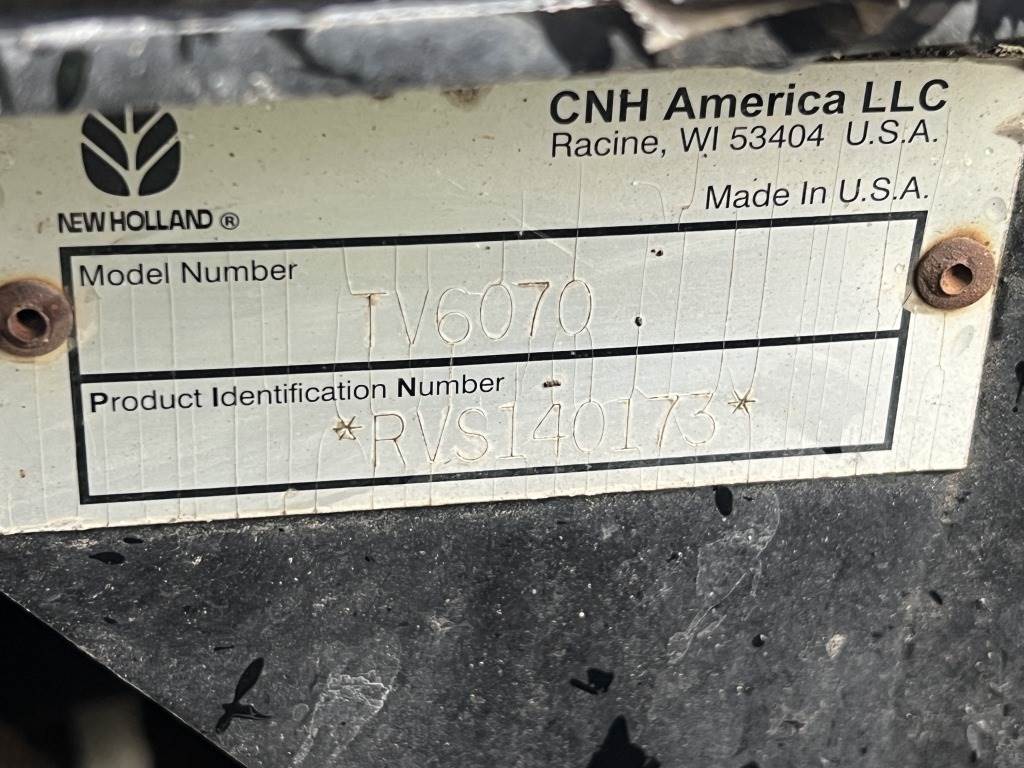 CNH America LLC
Racine, WI 53404 U.S.A.
Made In U.S.A.
NEW HOLLAND ®
Model Number
TV6070
Product Identification Number
*RVS140173*